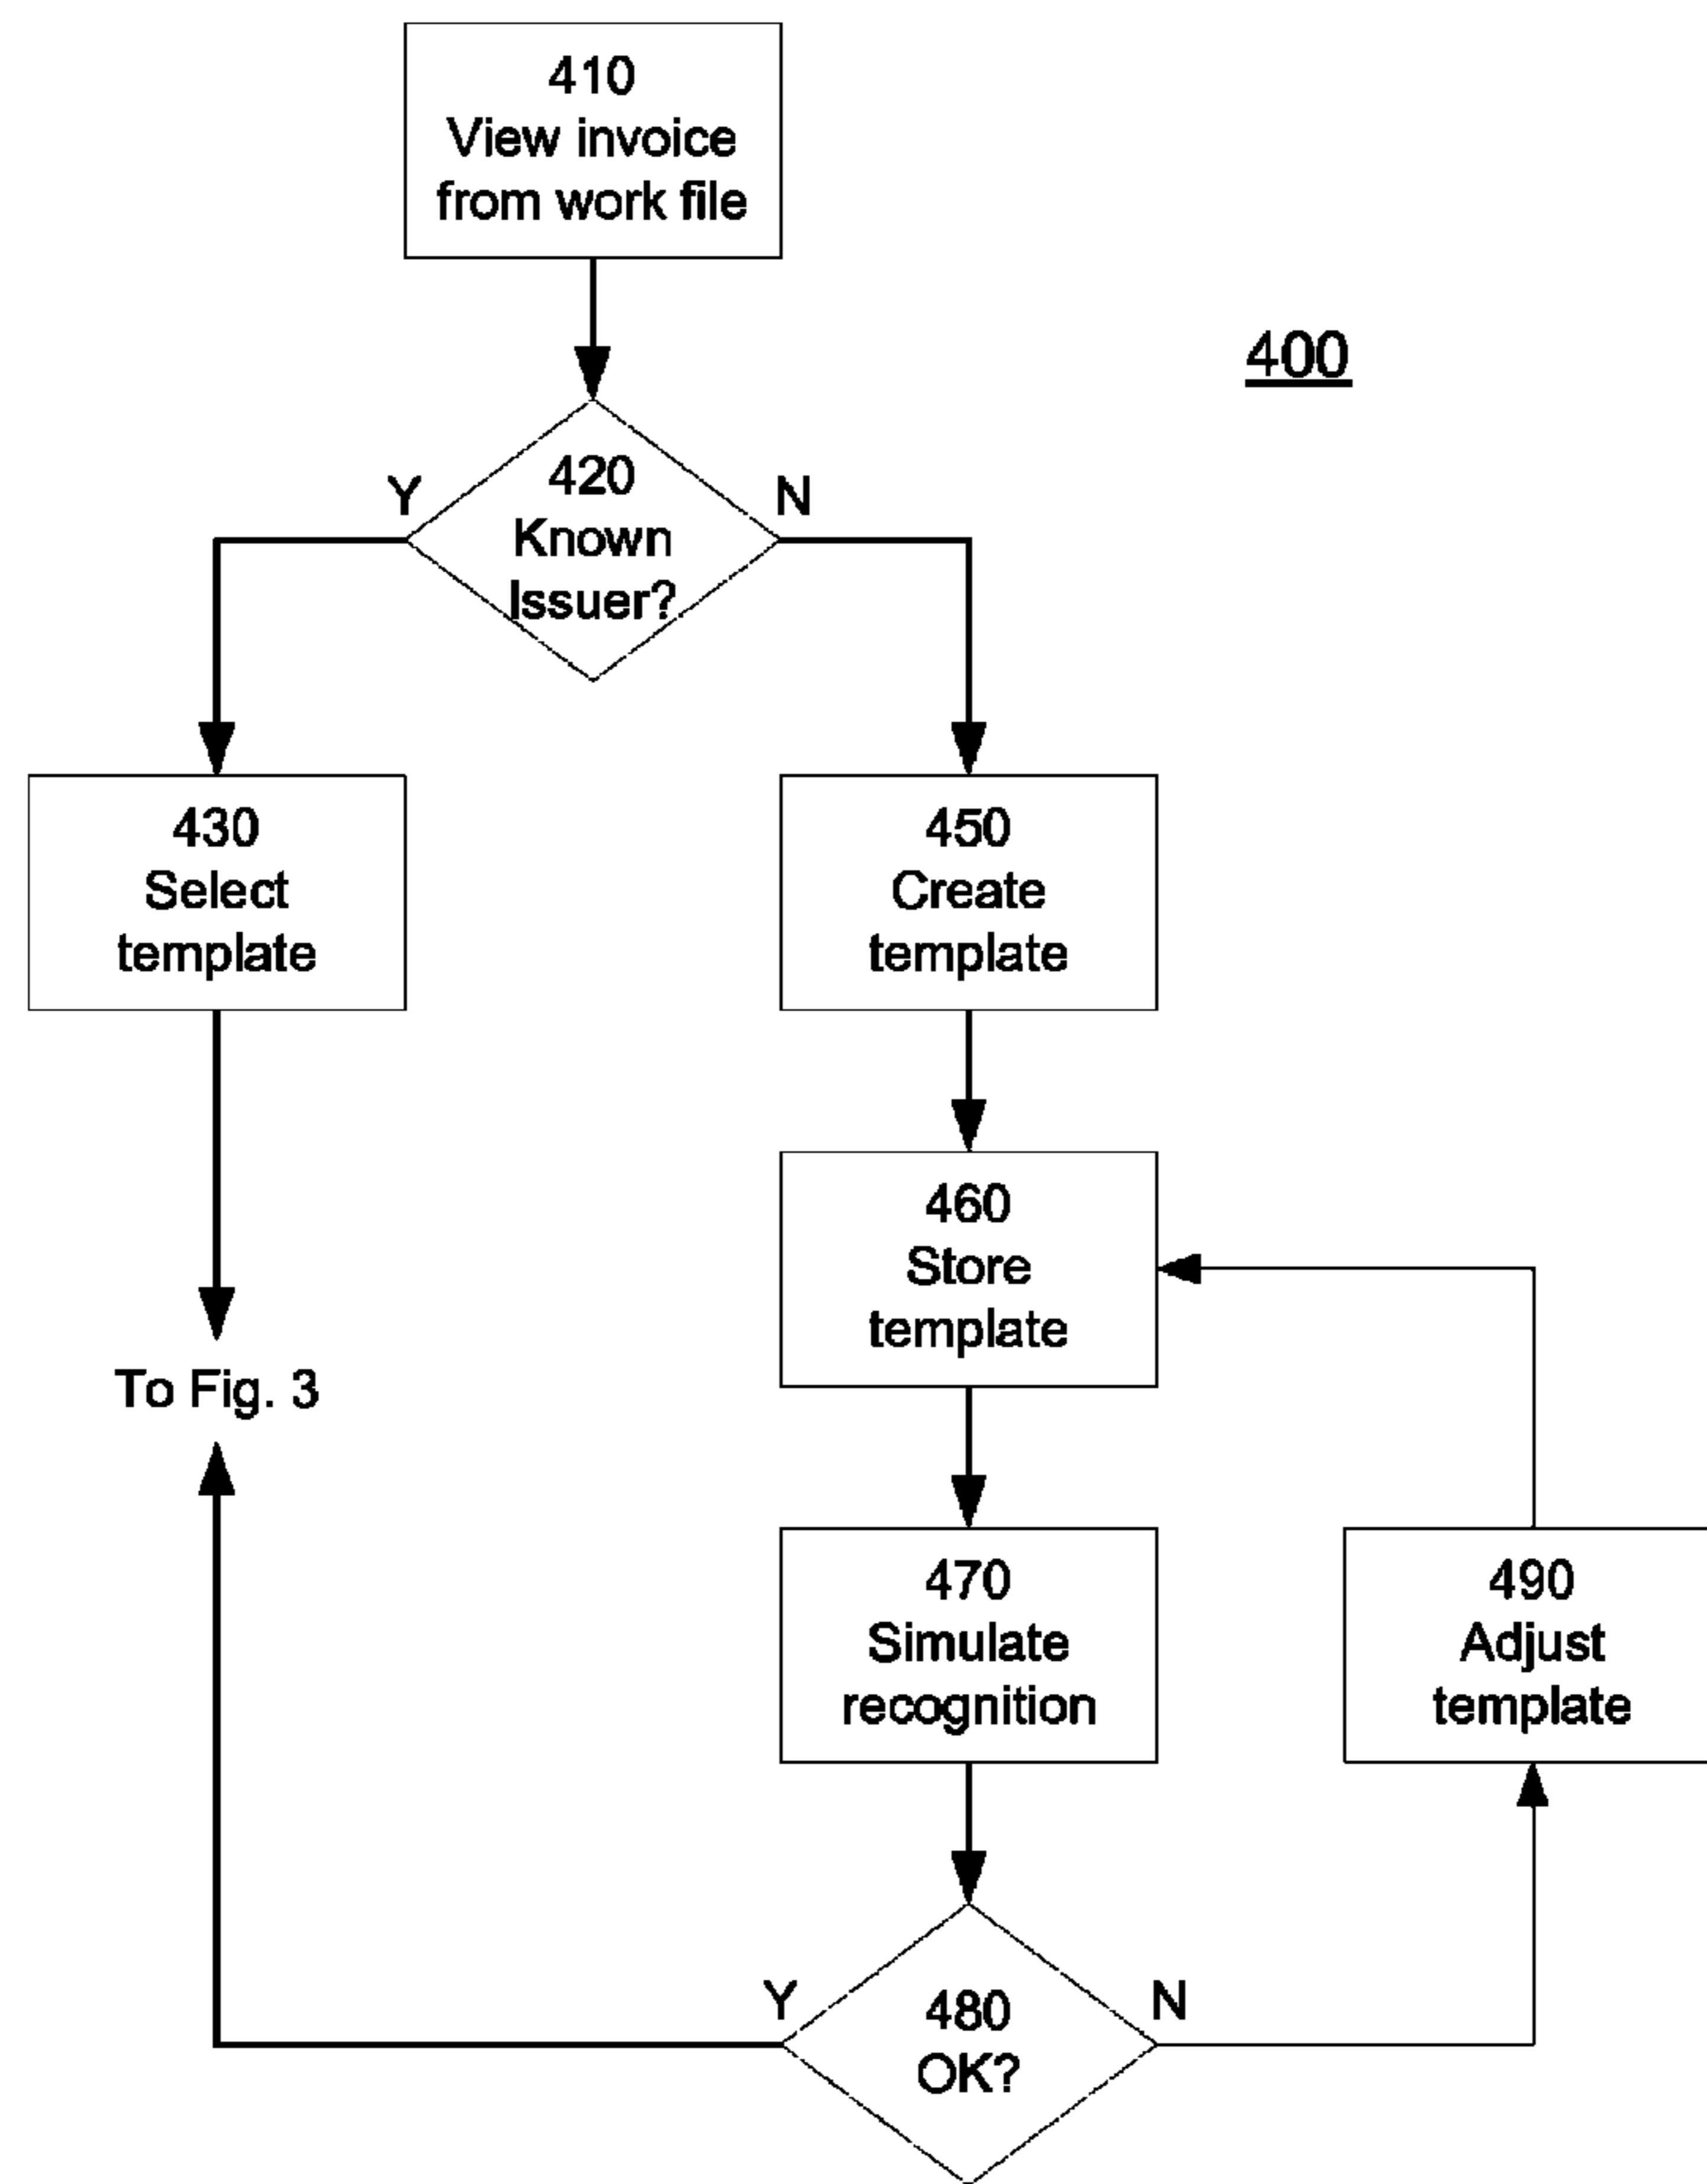 410
View invoice
from work file
400
420
Known
Issuer?
Y
N
430
Select
template
450
Create
template
460
Store
template
To Fig. 3
470
Simulate
recognition
490
Adjust
template
480
OK?
Y
N